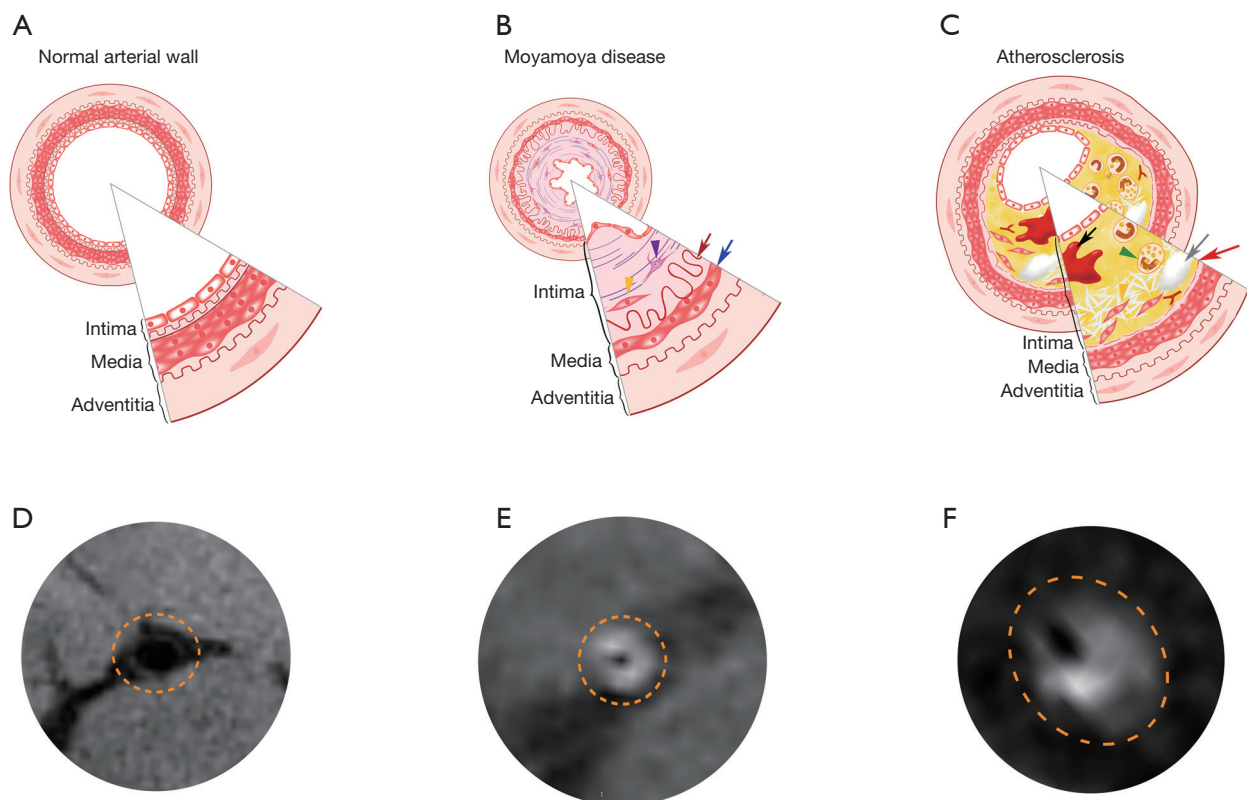 A
Normal arterial wall
Intima
Media
Adventitia
B
Moyamoya disease
Intima
Media
Adventitia
C
Atherosclerosis
Intima
Media
Adventitia
D
E
F